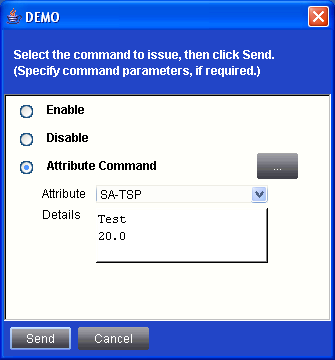 DEMO
Select the command to issue, then click Send.
(Specify command parameters, if required.)
Enable
Disable
Attribute Command
...
Attribute SA-TSP
Details Test
20.0
Send Cancel